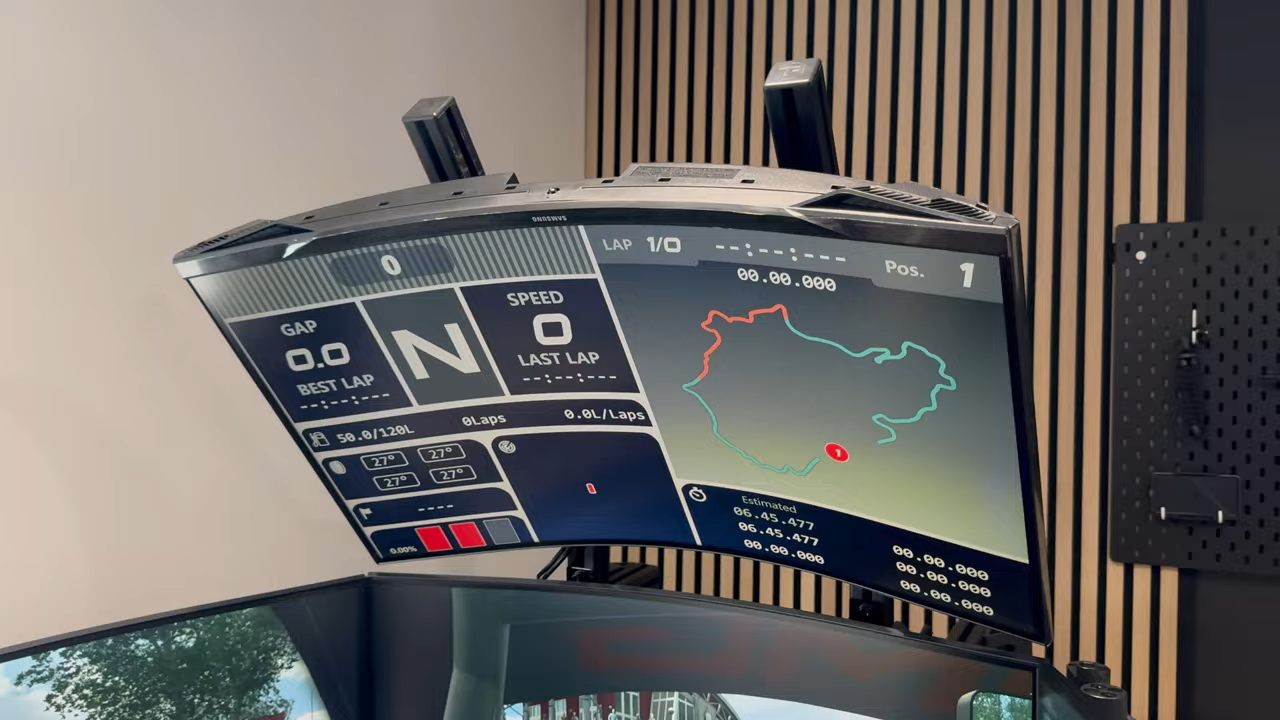 SAMSUNG
0
GAP
0.0
BEST LAP
--:--:---
N
SPEED
0
LAST LAP
--:--:---
50.0/120L
0Laps
0.0L/Laps
27°
27°
27°
27°
----
0.00%
LAP 1/0
--:--:---
00.00.000
Pos. 1
1
Estimated
06.45.477
06.45.477
00.00.000
00.00.000
00.00.000
00.00.000